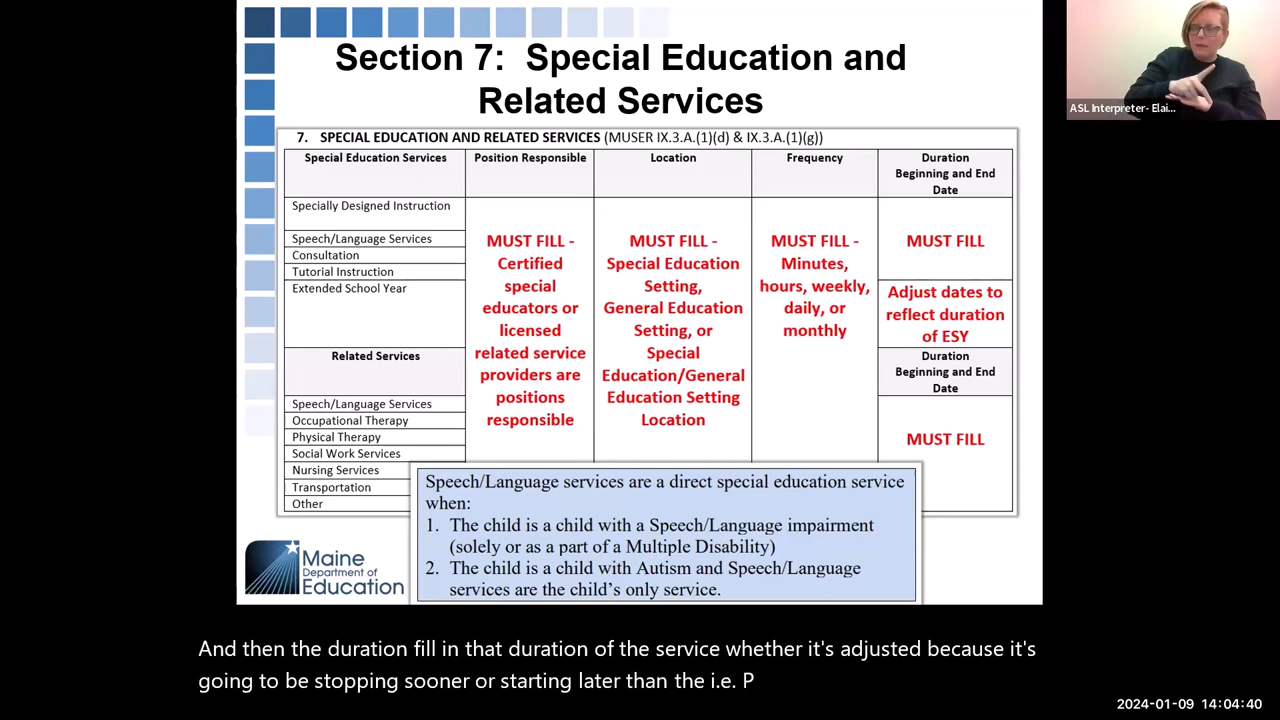 Section 7:  Special Education and
Related Services
ASL Interpreter- Elai...
7. SPECIAL EDUCATION AND RELATED SERVICES (MUSER IX.3.A.(1)(d) & IX.3.A.(1)(g))
Special Education Services
Position Responsible
Location
Frequency
Duration
Beginning and End
Date
Specially Designed Instruction
Speech/Language Services
Consultation
Tutorial Instruction
Extended School Year
MUST FILL -
Certified
special
educators or
licensed
related service
providers are
positions
responsible
MUST FILL -
Special Education
Setting,
General Education
Setting, or
Special
Education/General
Education Setting
Location
MUST FILL -
Minutes,
hours, weekly,
daily, or
monthly
MUST FILL
Adjust dates to
reflect duration
of ESY
Related Services
Duration
Beginning and End
Date
Speech/Language Services
Occupational Therapy
Physical Therapy
Social Work Services
Nursing Services
Transportation
Other
MUST FILL
Speech/Language services are a direct special education service
when:
1. The child is a child with a Speech/Language impairment
(solely or as a part of a Multiple Disability)
2. The child is a child with Autism and Speech/Language
services are the child's only service.
Maine
Department of
Education
And then the duration fill in that duration of the service whether it's adjusted because it's
going to be stopping sooner or starting later than the i.e. P
2024-01-09 14:04:40